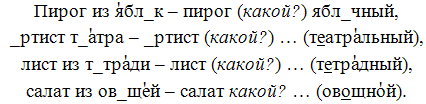 Пирог из я́бл_к – пирог (какой?) ябл_чный,
_ртист т_а́тра – _ртист (какой?) … (театра́льный),
лист из т_тра́ди – лист (какой?) … (тетра́дный),
салат из ов_ще́й – салат какой? … (овощно́й).